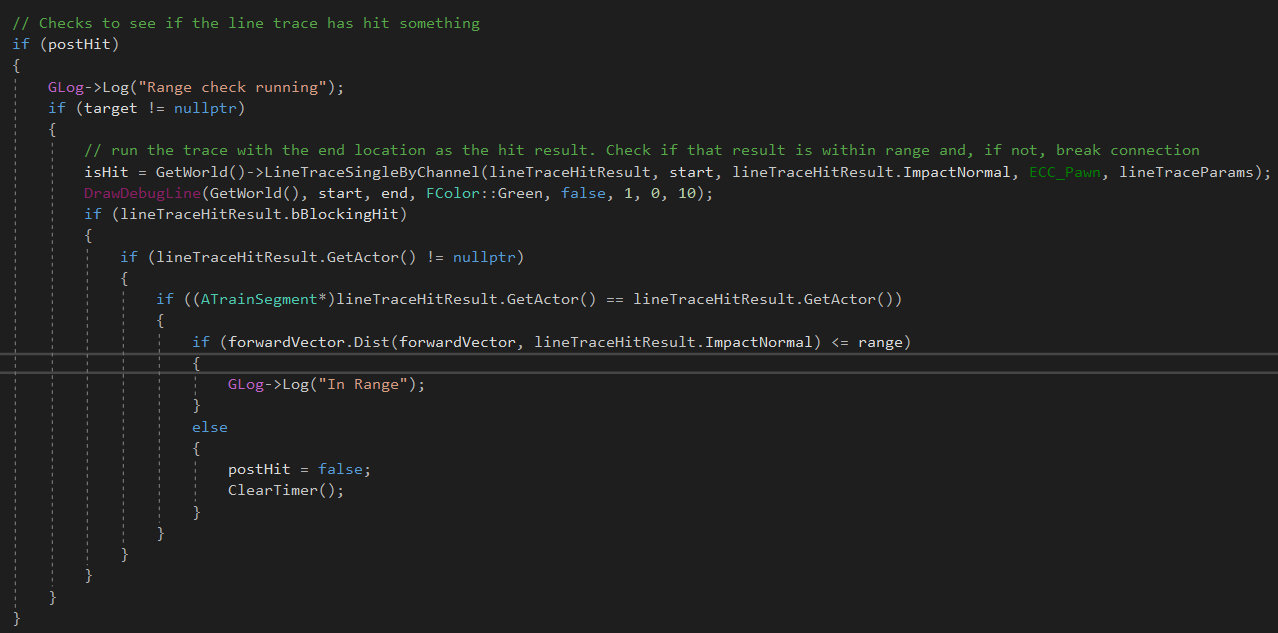 // Checks to see if the line trace has hit something
if (postHit)
{
    GLog->Log("Range check running");
    if (target != nullptr)
    {
        // run the trace with the end location as the hit result. Check if that result is within range and, if not, break connection
        isHit = GetWorld()->LineTraceSingleByChannel(lineTraceHitResult, start, lineTraceHitResult.ImpactNormal, ECC_Pawn, lineTraceParams);
        DrawDebugLine(GetWorld(), start, end, FColor::Green, false, 1, 0, 10);
        if (lineTraceHitResult.bBlockingHit)
        {
            if (lineTraceHitResult.GetActor() != nullptr)
            {
                if ((ATrainSegment*)lineTraceHitResult.GetActor() == lineTraceHitResult.GetActor())
                {
                    if (forwardVector.Dist(forwardVector, lineTraceHitResult.ImpactNormal) <= range)
                    {
                        GLog->Log("In Range");
                    }
                    else
                    {
                        postHit = false;
                        ClearTimer();
                    }
                }
            }
        }
    }
}